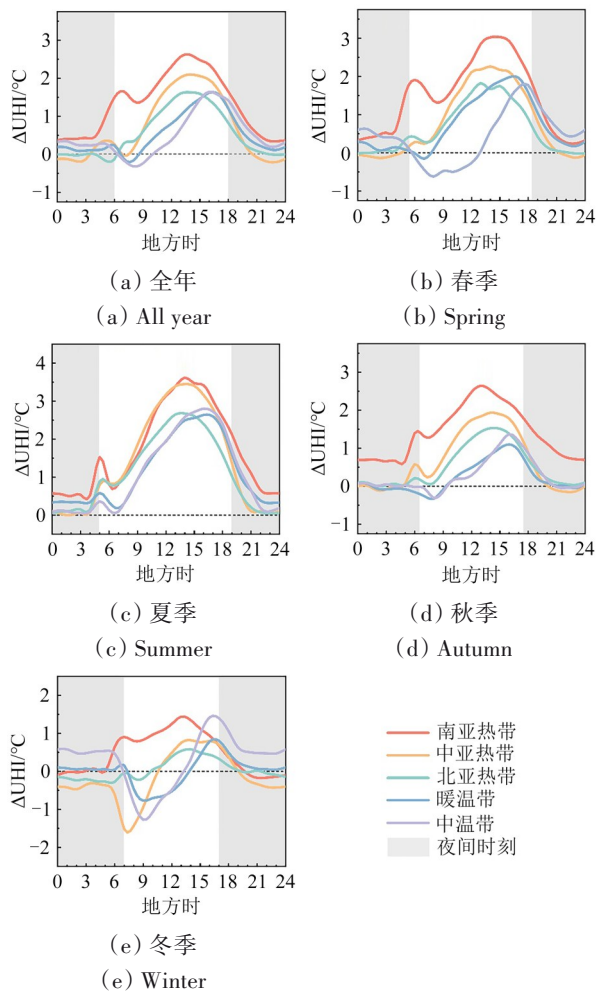 ΔUHI/℃
3
2
1
0
−1
0 3 6 9 12 15 18 21 24
地方时
(a) 全年
(a) All year
ΔUHI/℃
3
2
1
0
−1
0 3 6 9 12 15 18 21 24
地方时
(b) 春季
(b) Spring
ΔUHI/℃
4
3
2
1
0
0 3 6 9 12 15 18 21 24
地方时
(c) 夏季
(c) Summer
ΔUHI/℃
3
2
1
0
−1
0 3 6 9 12 15 18 21 24
地方时
(d) 秋季
(d) Autumn
ΔUHI/℃
2
1
0
−1
−2
0 3 6 9 12 15 18 21 24
地方时
(e) 冬季
(e) Winter
南亚热带
中亚热带
北亚热带
暖温带
中温带
夜间时刻